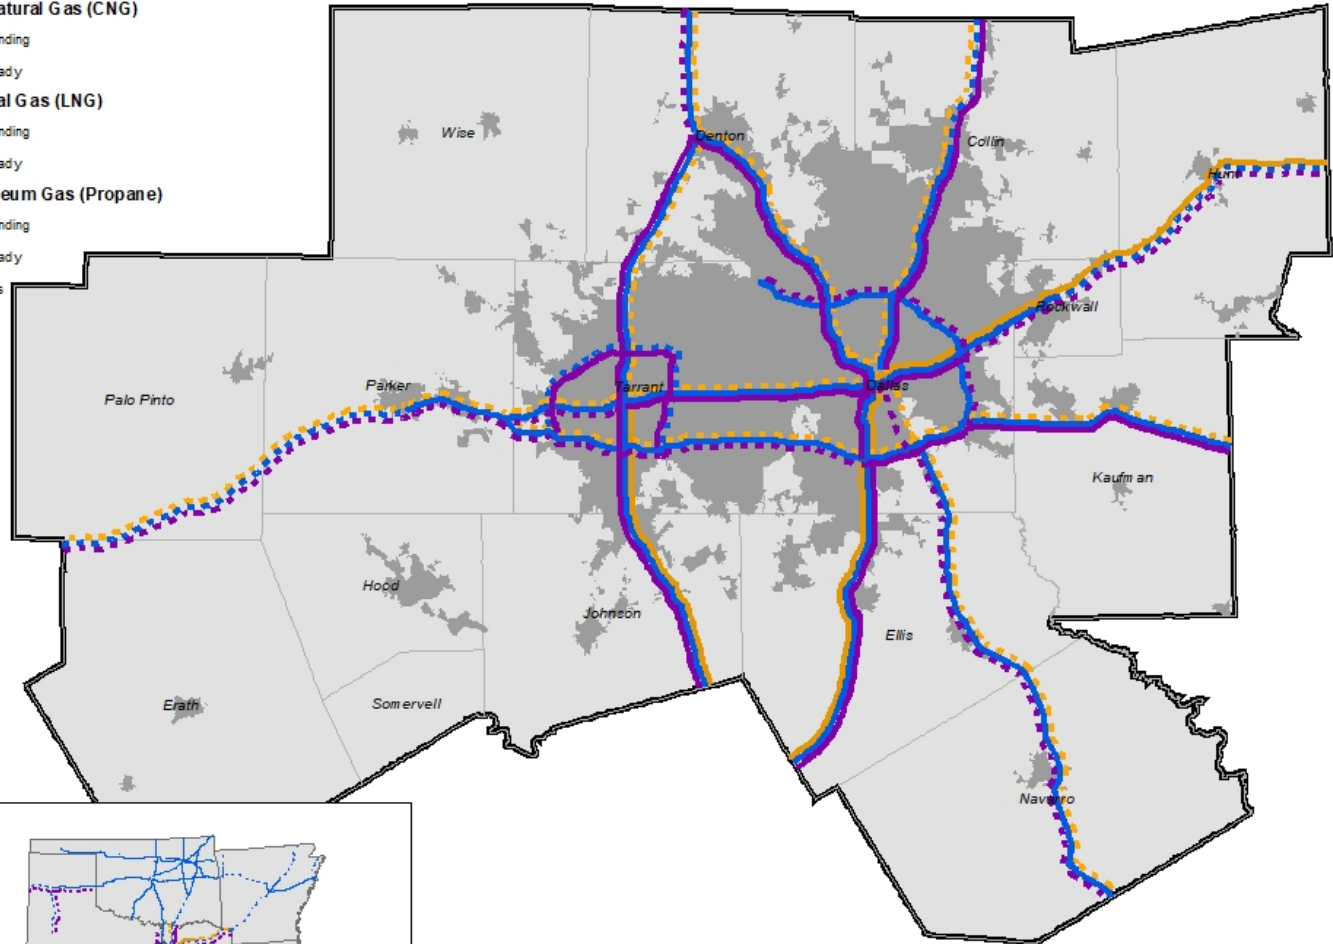 atural Gas (CNG)
nding
ady
al Gas (LNG)
nding
ady
eum Gas (Propane)
nding
ady
s
Wise
Denton
Collin
Hunt
Rockwall
Palo Pinto
Parker
Tarrant
Dallas
Kaufman
Hood
Johnson
Ellis
Erath
Somervell
Navarro